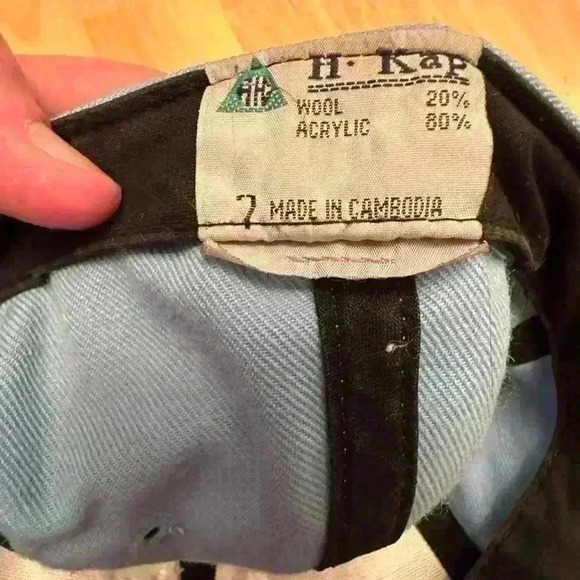 H. Kap
WOOL 20%
ACRYLIC 80%
7 MADE IN CAMBODIA